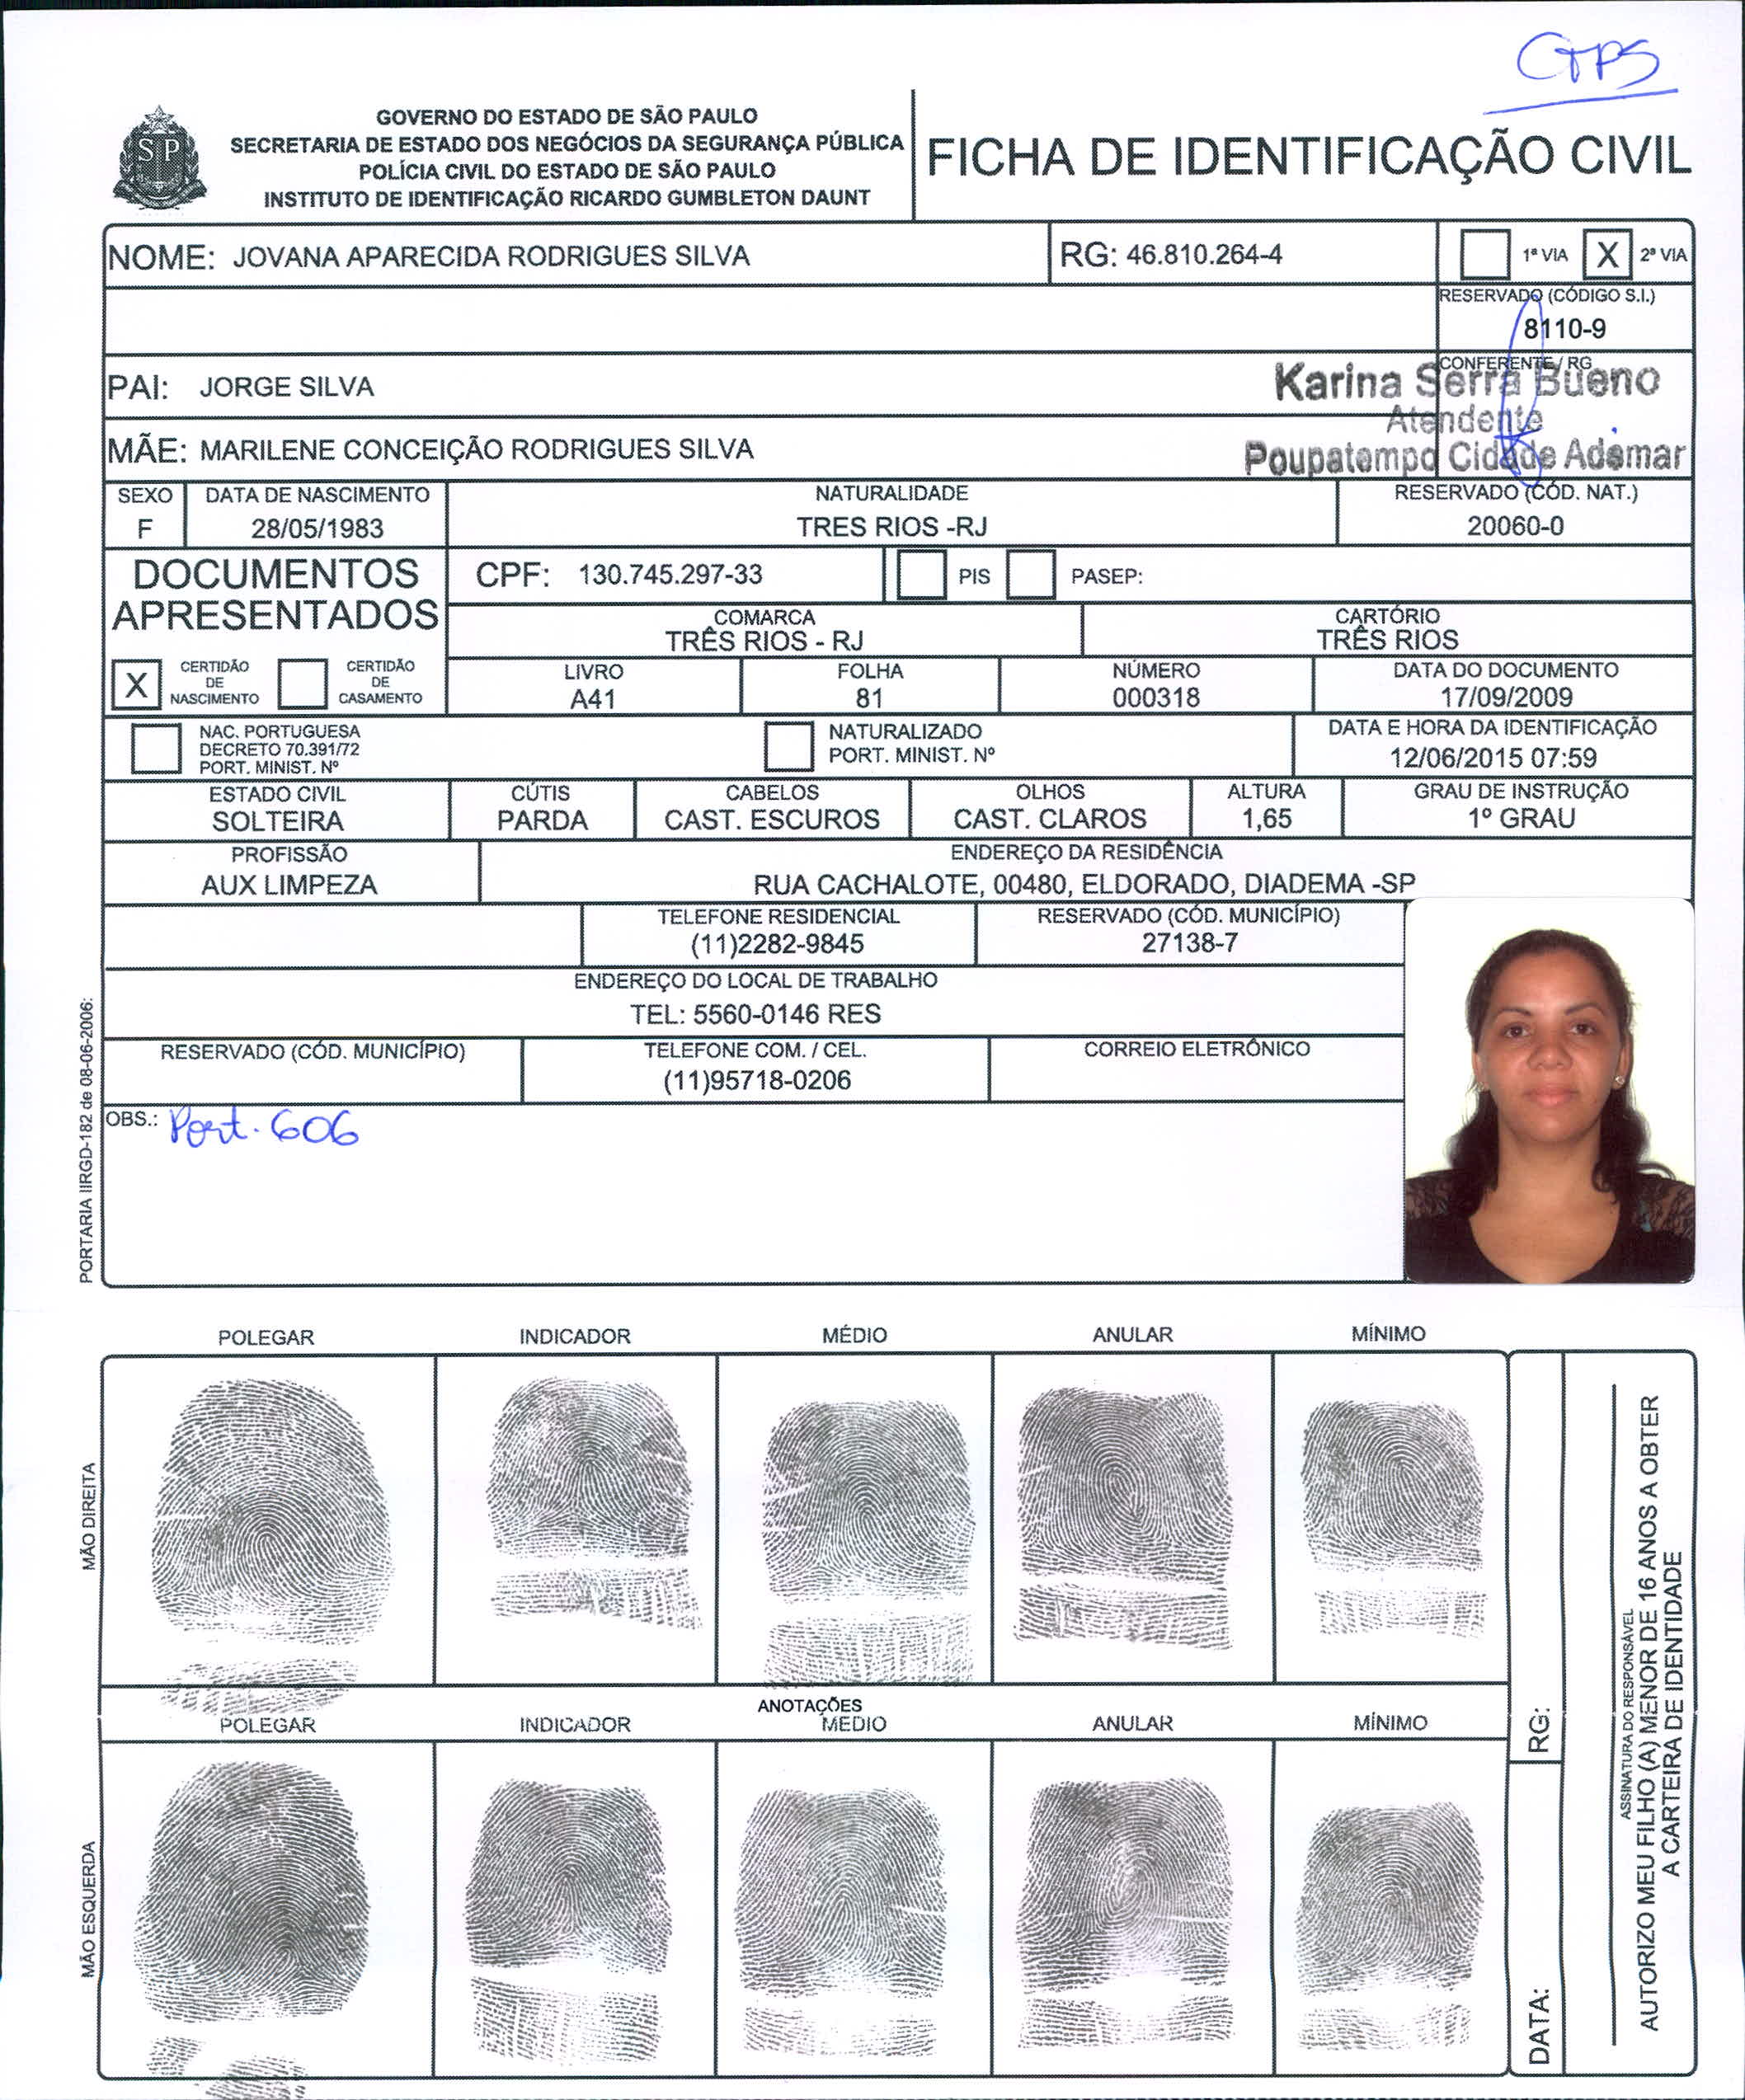 CTPS
GOVERNO DO ESTADO DE SÃO PAULO
SECRETARIA DE ESTADO DOS NEGÓCIOS DA SEGURANÇA PÚBLICA
POLÍCIA CIVIL DO ESTADO DE SÃO PAULO
INSTITUTO DE IDENTIFICAÇÃO RICARDO GUMBLETON DAUNT
SP
FICHA DE IDENTIFICAÇÃO CIVIL
NOME: JOVANA APARECIDA RODRIGUES SILVA
RG: 46.810.264-4
1ª VIA X 2ª VIA
RESERVADO (CÓDIGO S.I.)
8110-9
PAI: JORGE SILVA
CONFERENTE / RG
Karina Serra Bueno
Atendente
Poupatempo Cidade Ademar
MÃE: MARILENE CONCEIÇÃO RODRIGUES SILVA
SEXO
F
DATA DE NASCIMENTO
28/05/1983
NATURALIDADE
TRES RIOS -RJ
RESERVADO (CÓD. NAT.)
20060-0
DOCUMENTOS
APRESENTADOS
CPF: 130.745.297-33
PIS
PASEP:
COMARCA
TRÊS RIOS - RJ
CARTÓRIO
TRÊS RIOS
X
CERTIDÃO
DE
NASCIMENTO
CERTIDÃO
DE
CASAMENTO
LIVRO
A41
FOLHA
81
NÚMERO
000318
DATA DO DOCUMENTO
17/09/2009
NAC. PORTUGUESA
DECRETO 70.391/72
PORT. MINIST. Nº
NATURALIZADO
PORT. MINIST. Nº
DATA E HORA DA IDENTIFICAÇÃO
12/06/2015 07:59
ESTADO CIVIL
SOLTEIRA
CÚTIS
PARDA
CABELOS
CAST. ESCUROS
OLHOS
CAST. CLAROS
ALTURA
1,65
GRAU DE INSTRUÇÃO
1º GRAU
PROFISSÃO
AUX LIMPEZA
ENDEREÇO DA RESIDÊNCIA
RUA CACHALOTE, 00480, ELDORADO, DIADEMA -SP
TELEFONE RESIDENCIAL
(11)2282-9845
RESERVADO (CÓD. MUNICÍPIO)
27138-7
ENDEREÇO DO LOCAL DE TRABALHO
TEL: 5560-0146 RES
RESERVADO (CÓD. MUNICÍPIO)
TELEFONE COM. / CEL.
(11)95718-0206
CORREIO ELETRÔNICO
OBS.: Port. 606
PORTARIA IIRGD-182 de 08-06-2006:
POLEGAR INDICADOR MÉDIO ANULAR MÍNIMO
MÃO DIREITA
ANOTAÇÕES
POLEGAR INDICADOR MÉDIO ANULAR MÍNIMO
MÃO ESQUERDA
RG:
DATA:
ASSINATURA DO RESPONSÁVEL
AUTORIZO MEU FILHO (A) MENOR DE 16 ANOS A OBTER
A CARTEIRA DE IDENTIDADE